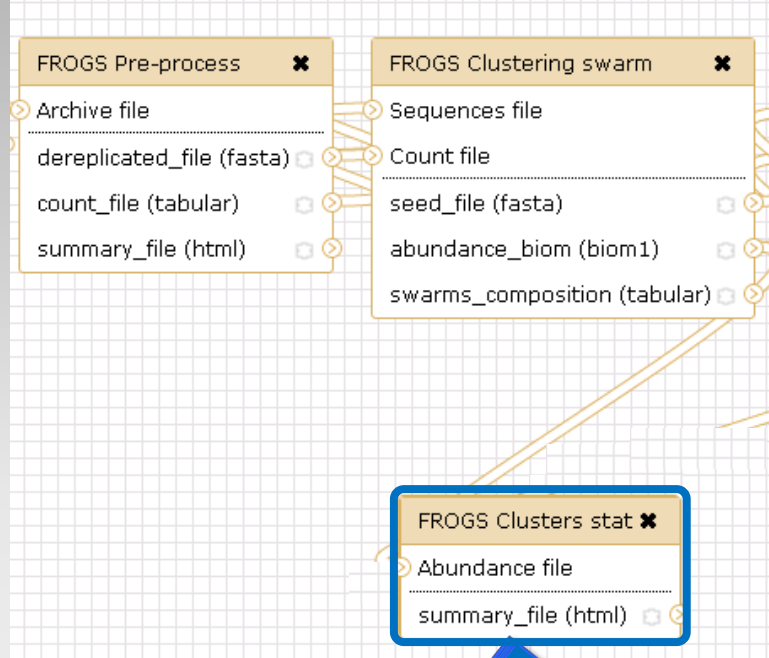 FROGS Pre-process ✖
Archive file
dereplicated_file (fasta)
count_file (tabular)
summary_file (html)
FROGS Clustering swarm ✖
Sequences file
Count file
seed_file (fasta)
abundance_biom (biom1)
swarms_composition (tabular)
FROGS Clusters stat ✖
Abundance file
summary_file (html)